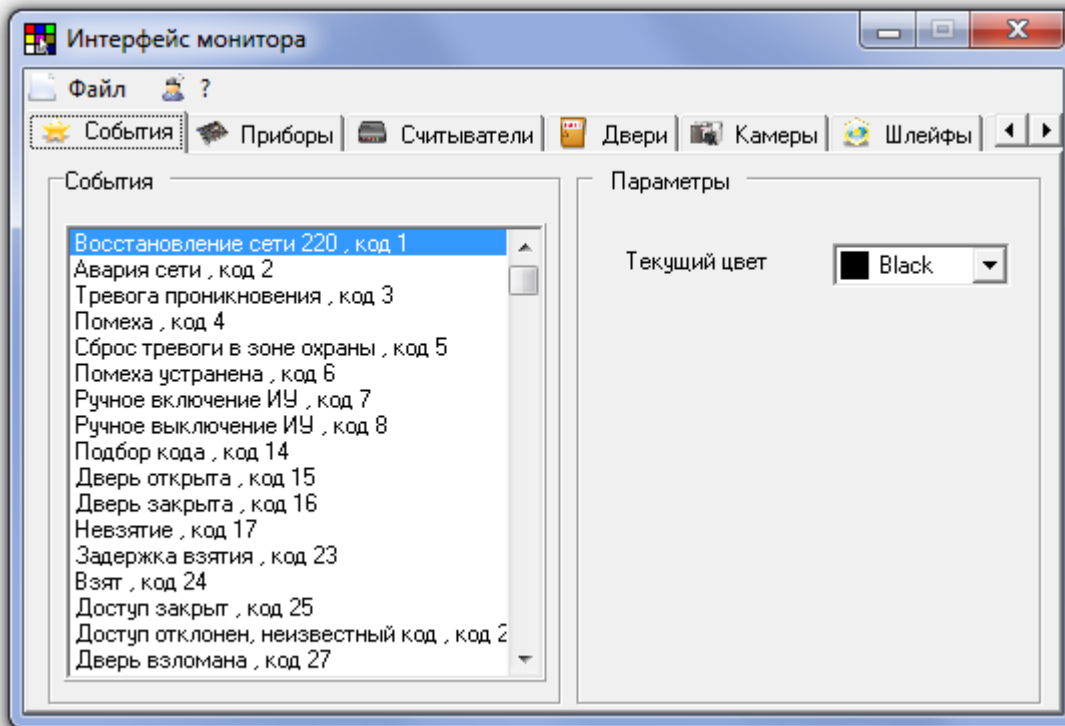 Интерфейс монитора
Файл ?
События Приборы Считыватели Двери Камеры Шлейфы
События
Параметры
Восстановление сети 220 , код 1
Авария сети , код 2
Тревога проникновения , код 3
Помеха , код 4
Сброс тревоги в зоне охраны , код 5
Помеха устранена , код 6
Ручное включение ИУ , код 7
Ручное выключение ИУ , код 8
Подбор кода , код 14
Дверь открыта , код 15
Дверь закрыта , код 16
Невзятие , код 17
Задержка взятия , код 23
Взят , код 24
Доступ закрыт , код 25
Доступ отклонен, неизвестный код , код 2
Дверь взломана , код 27
Текущий цвет Black